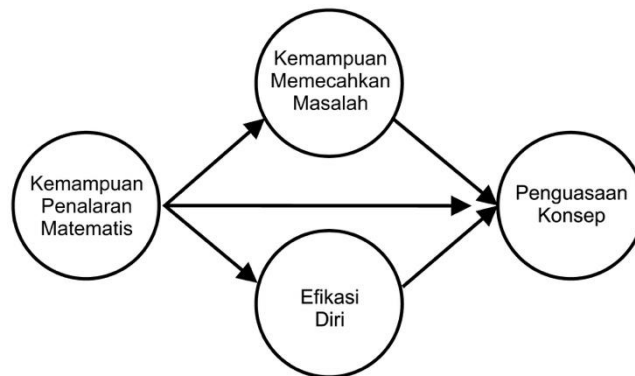 Kemampuan
Memecahkan
Masalah
Kemampuan
Penalaran
Matematis
Penguasaan
Konsep
Efikasi
Diri